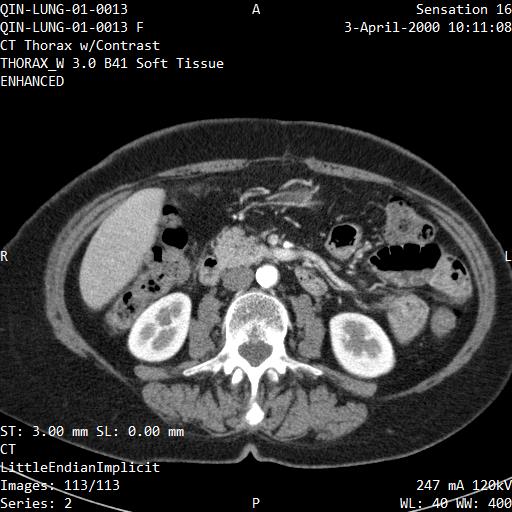 QIN-LUNG-01-0013
A
Sensation 16
QIN-LUNG-01-0013 F
3-April-2000 10:11:08
CT Thorax w/Contrast
THORAX_W 3.0 B41 Soft Tissue
ENHANCED
R
L
ST: 3.00 mm SL: 0.00 mm
CT
LittleEndianImplicit
Images: 113/113
247 mA 120kV
Series: 2
P
WL: 40 WW: 400